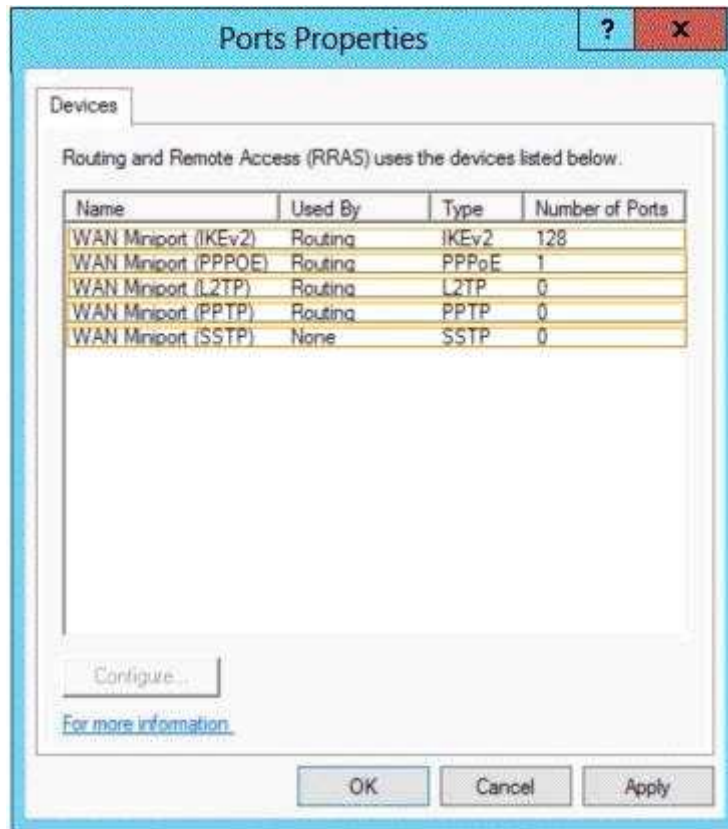 Ports Properties
? x
Devices
Routing and Remote Access (RRAS) uses the devices listed below.
Name Used By Type Number of Ports
WAN Miniport (IKEv2) Routing IKEv2 128
WAN Miniport (PPPOE) Routing PPPoE 1
WAN Miniport (L2TP) Routing L2TP 0
WAN Miniport (PPTP) Routing PPTP 0
WAN Miniport (SSTP) None SSTP 0
Configure...
For more information.
OK Cancel Apply